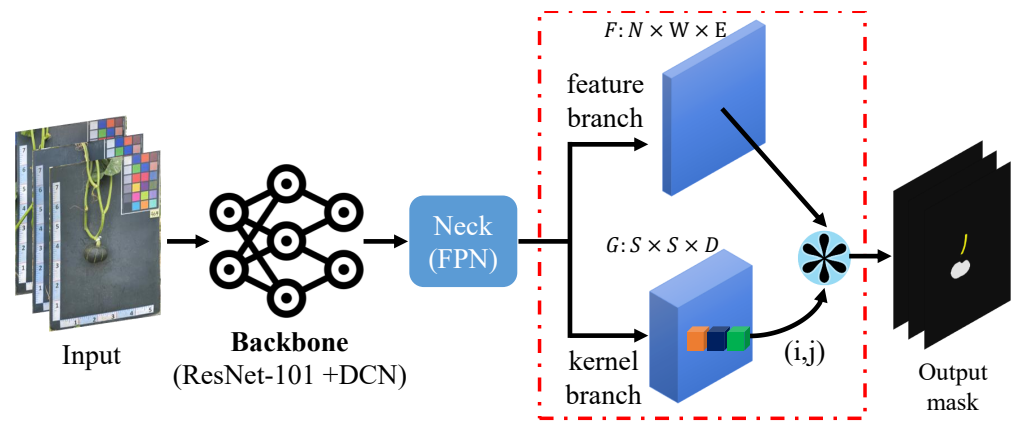 Input
Backbone
(ResNet-101 +DCN)
Neck
(FPN)
F: N × W × E
feature
branch
G: S × S × D
kernel
branch
(i,j)
Output
mask